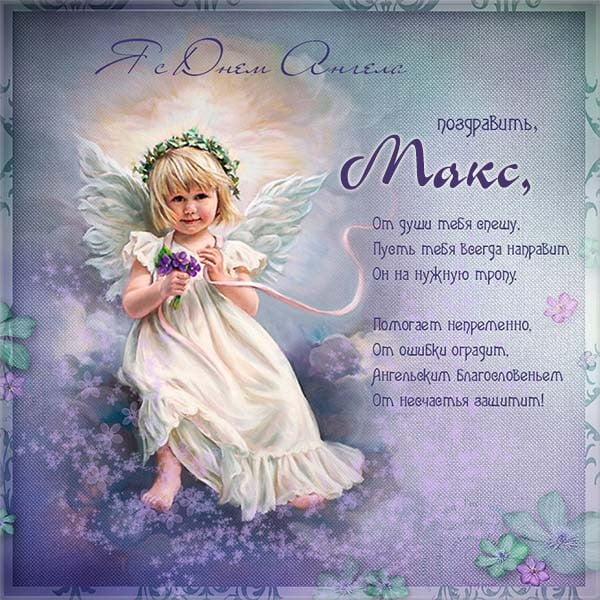 Я с Днем Ангела
поздравить,
Макс,
От души тебя спешу,
Пусть тебя всегда направит
Он на нужную тропу.
Помогает непременно,
От ошибки оградит,
Ангельским благословеньем
От несчастья защитит!